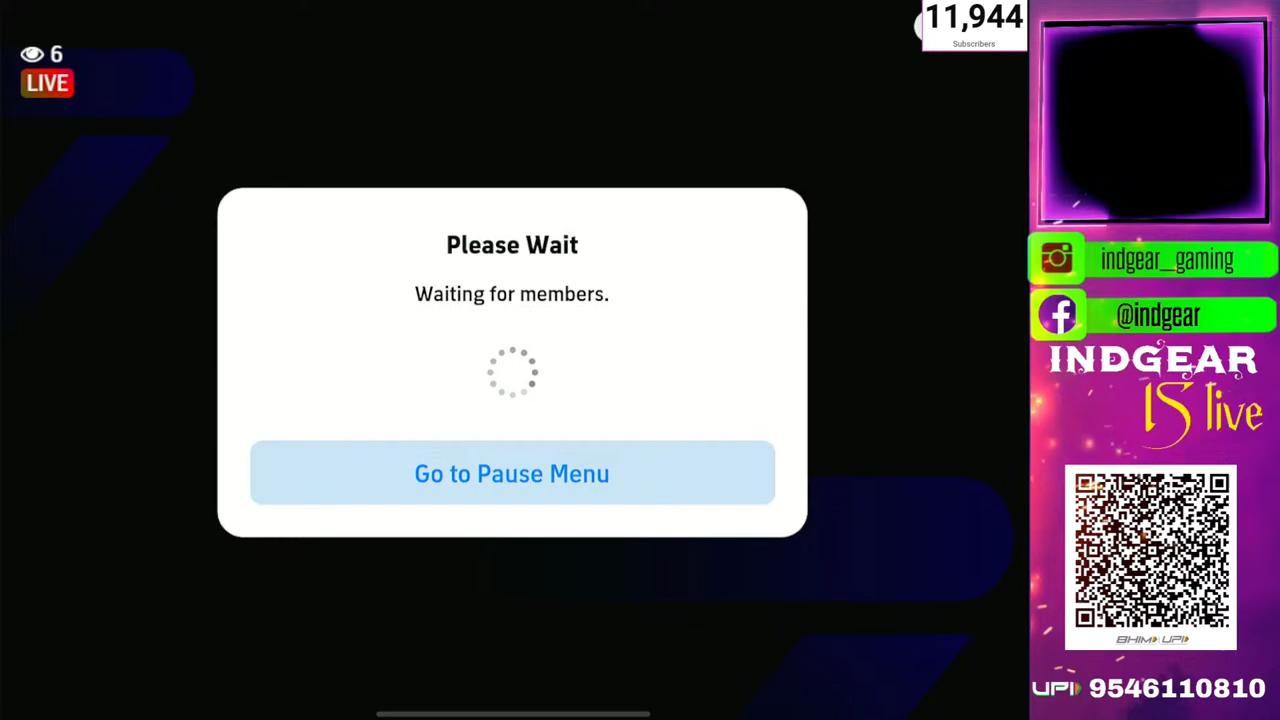 6
LIVE
11,944
Subscribers
Please Wait
Waiting for members.
Go to Pause Menu
indgear_gaming
@indgear
INDGEAR
IS live
BHIM UPI
UPI 9546110810